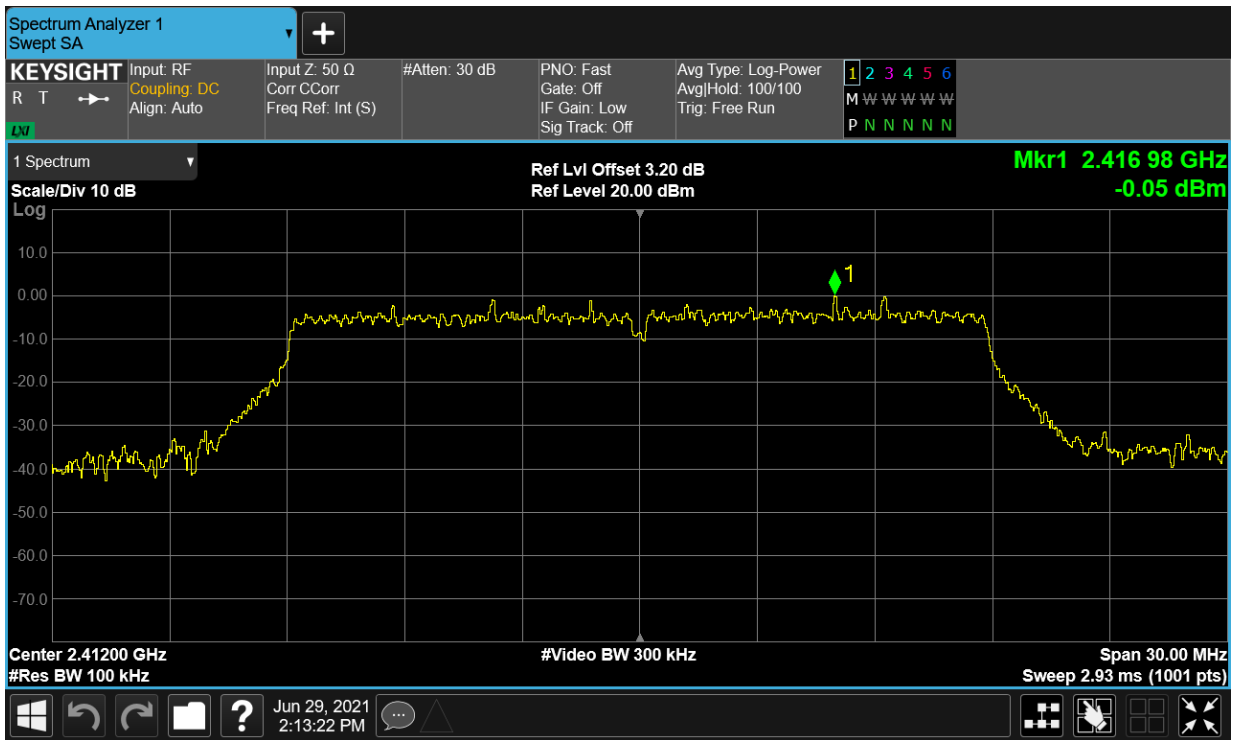 Spectrum Analyzer 1
Swept SA
KEYSIGHT
R T
LXI
Input: RF
Coupling: DC
Align: Auto
Input Z: 50 Ω
Corr CCorr
Freq Ref: Int (S)
#Atten: 30 dB
PNO: Fast
Gate: Off
IF Gain: Low
Sig Track: Off
Avg Type: Log-Power
Avg|Hold: 100/100
Trig: Free Run
1 2 3 4 5 6
M W W W W W
P N N N N N
1 Spectrum
Scale/Div 10 dB
Log
Ref Lvl Offset 3.20 dB
Ref Level 20.00 dBm
Mkr1 2.416 98 GHz
-0.05 dBm
10.0
0.00
-10.0
-20.0
-30.0
-40.0
-50.0
-60.0
-70.0
1
Center 2.41200 GHz
#Res BW 100 kHz
#Video BW 300 kHz
Span 30.00 MHz
Sweep 2.93 ms (1001 pts)
?
Jun 29, 2021
2:13:22 PM